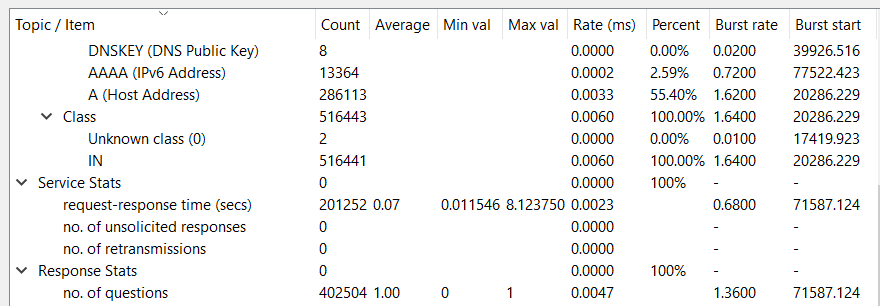 Topic / Item Count Average Min val Max val Rate (ms) Percent Burst rate Burst start
DNSKEY (DNS Public Key) 8 0.0000 0.00% 0.0200 39926.516
AAAA (IPv6 Address) 13364 0.0002 2.59% 0.7200 77522.423
A (Host Address) 286113 0.0033 55.40% 1.6200 20286.229
Class 516443 0.0060 100.00% 1.6400 20286.229
Unknown class (0) 2 0.0000 0.00% 0.0100 17419.923
IN 516441 0.0060 100.00% 1.6400 20286.229
Service Stats 0 0.0000 100% - -
request-response time (secs) 201252 0.07 0.011546 8.123750 0.0023 0.6800 71587.124
no. of unsolicited responses 0 0.0000 - -
no. of retransmissions 0 0.0000 - -
Response Stats 0 0.0000 100% - -
no. of questions 402504 1.00 0 1 0.0047 1.3600 71587.124